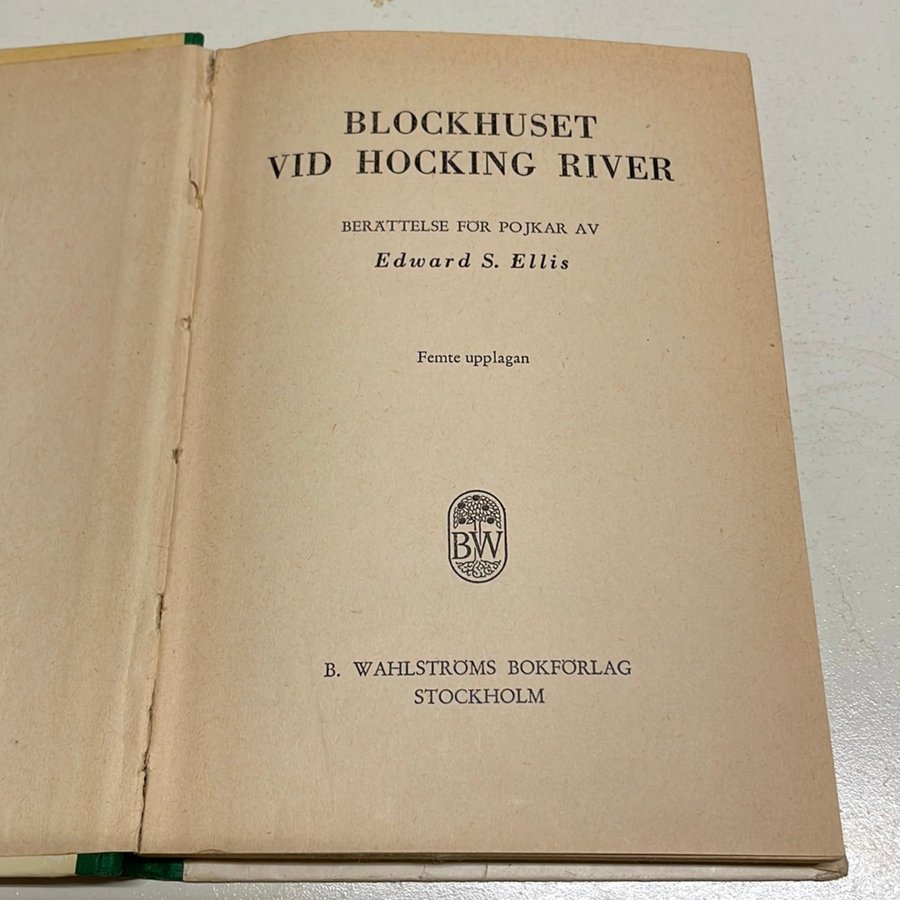 BLOCKHUSET
VID HOCKING RIVER
BERÄTTELSE FÖR POJKAR AV
Edward S. Ellis
Femte upplagan
BW
B. WAHLSTRÖMS BOKFÖRLAG
STOCKHOLM